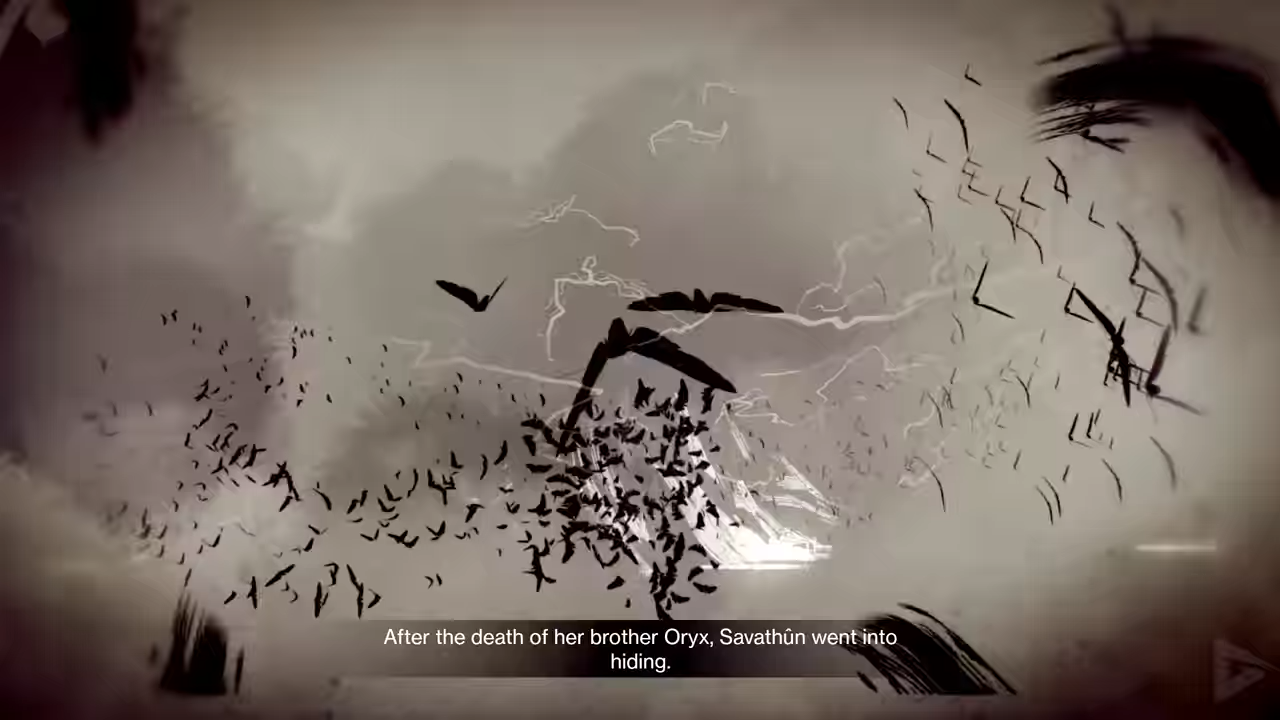 After the death of her brother Oryx, Savathûn went into
hiding.